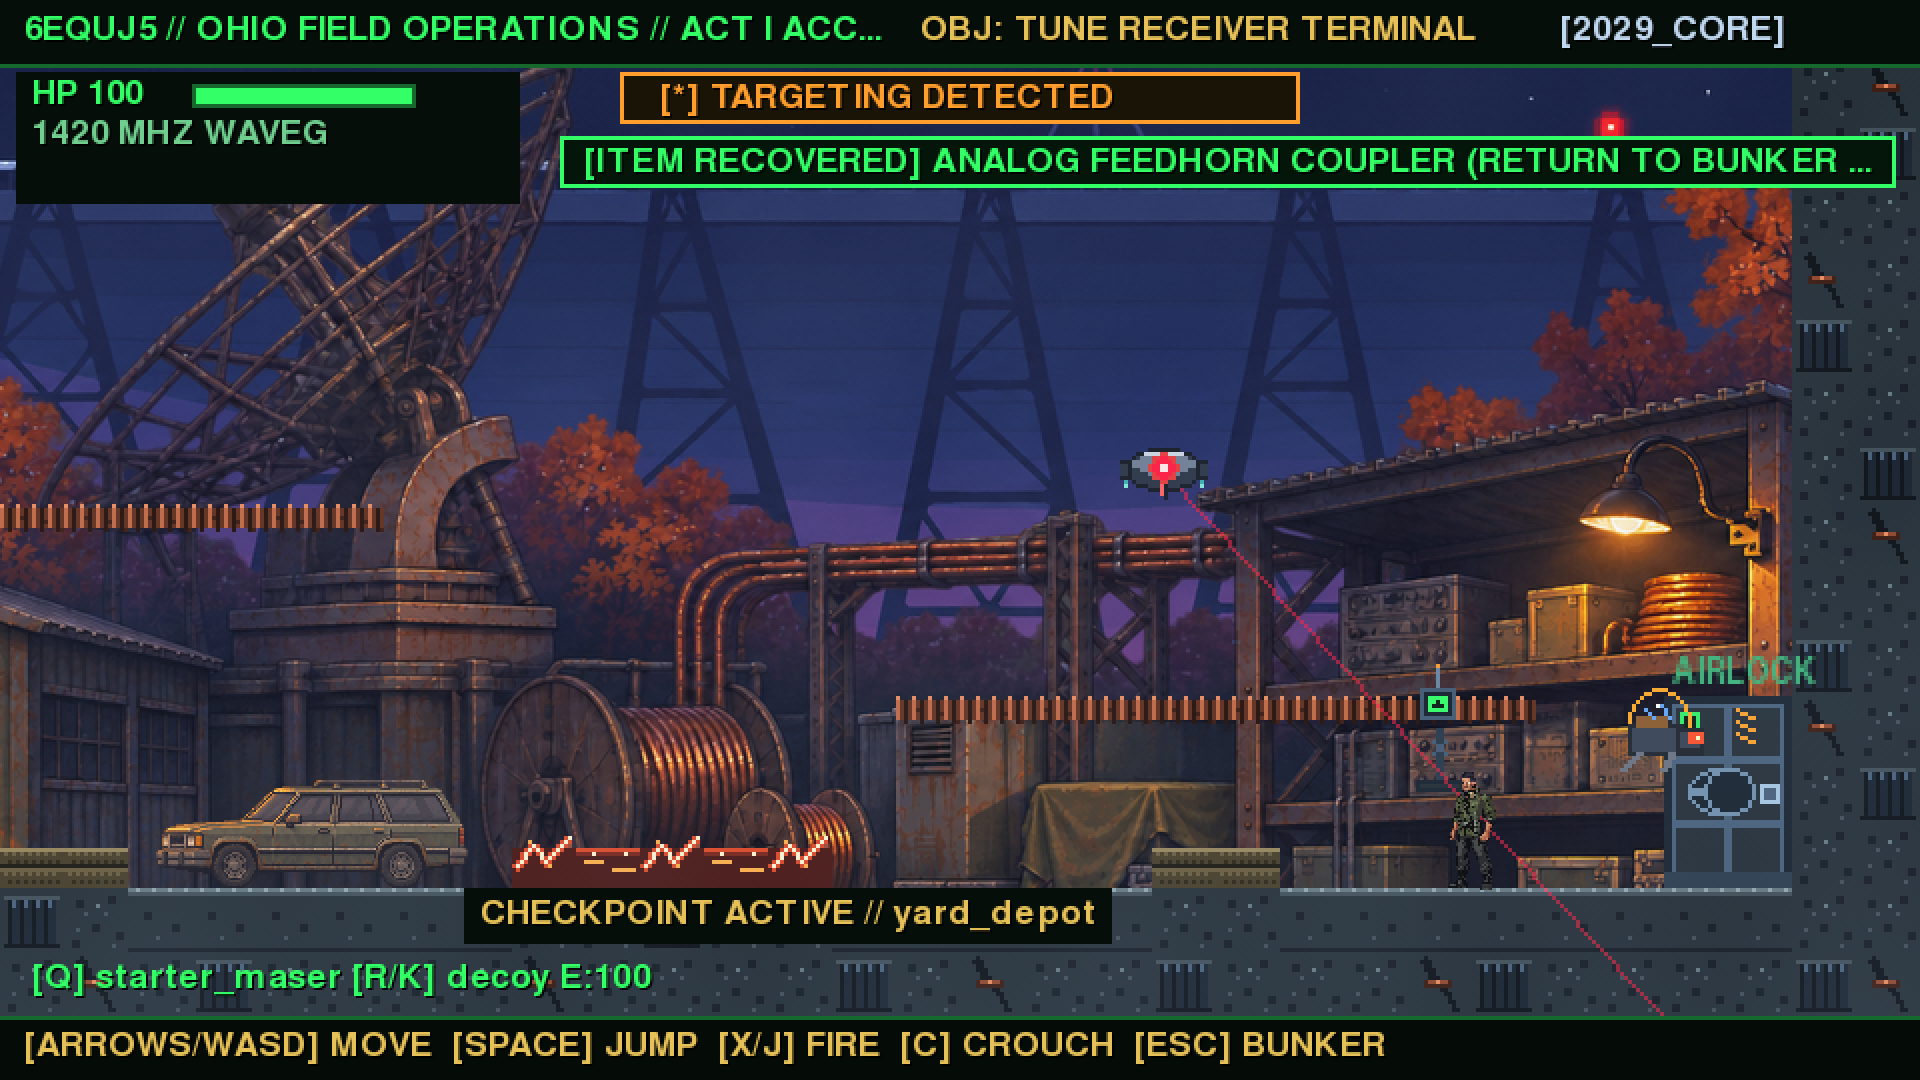 6EQUJ5 // OHIO FIELD OPERATIONS // ACT I ACC... OBJ: TUNE RECEIVER TERMINAL [2029_CORE]
HP 100
[*] TARGETING DETECTED
1420 MHZ WAVEG
[ITEM RECOVERED] ANALOG FEEDHORN COUPLER (RETURN TO BUNKER ...
AIRLOCK
CHECKPOINT ACTIVE // yard_depot
[Q] starter_maser [R/K] decoy E:100
[ARROWS/WASD] MOVE [SPACE] JUMP [X/J] FIRE [C] CROUCH [ESC] BUNKER